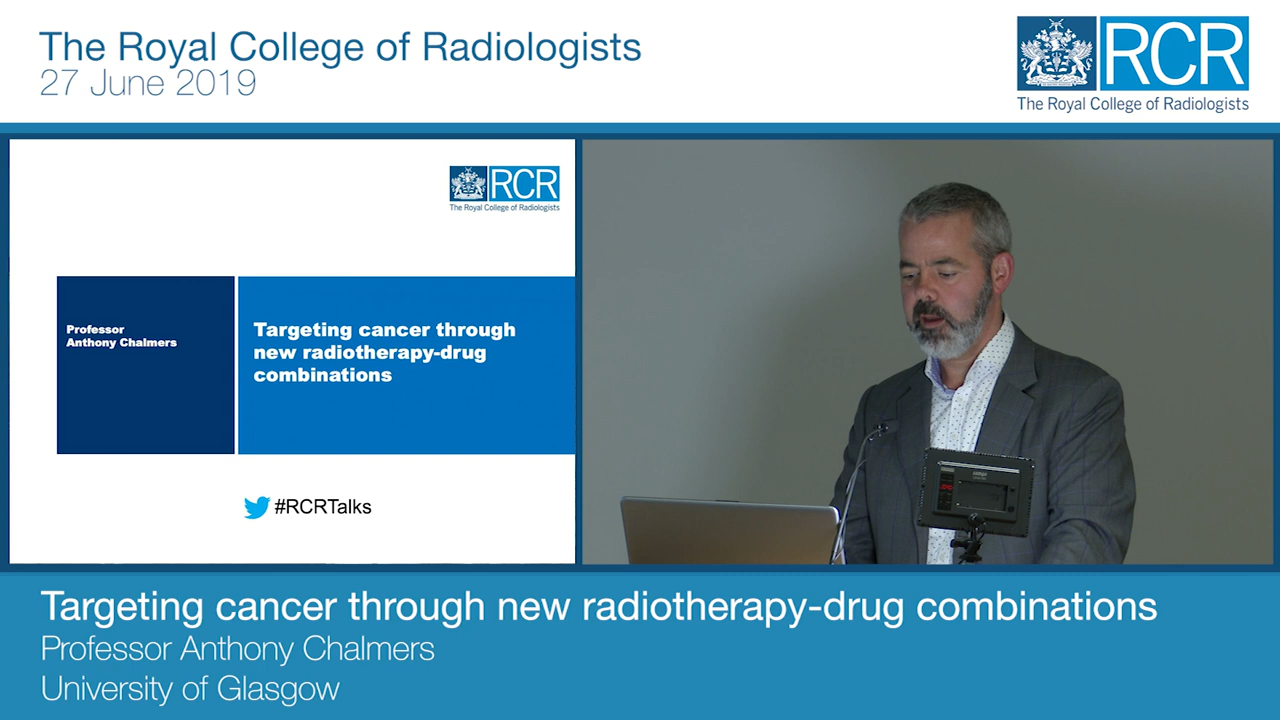 The Royal College of Radiologists
27 June 2019
RCR
The Royal College of Radiologists
RCR
The Royal College of Radiologists
Professor
Anthony Chalmers
Targeting cancer through
new radiotherapy-drug
combinations
#RCRTalks
Targeting cancer through new radiotherapy-drug combinations
Professor Anthony Chalmers
University of Glasgow